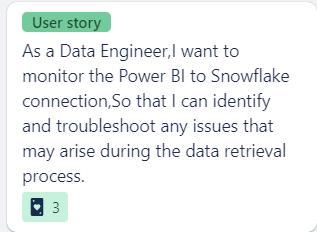 User story
As a Data Engineer,I want to
monitor the Power BI to Snowflake
connection,So that I can identify
and troubleshoot any issues that
may arise during the data retrieval
process.
3